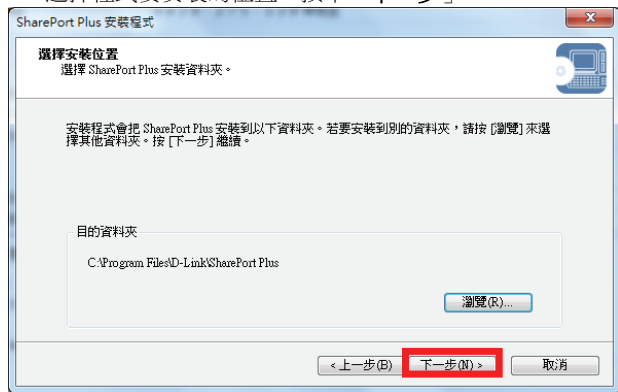 SharePort Plus 安裝程式
選擇安裝位置
選擇 SharePort Plus 安裝資料夾。
安裝程式會把 SharePort Plus 安裝到以下資料夾。若要安裝到別的資料夾，請按 [瀏覽] 來選
擇其他資料夾。按 [下一步] 繼續。
目的資料夾
C:\Program Files\D-Link\SharePort Plus
瀏覽(R)...
<上一步(B)
下一步(N) >
取消